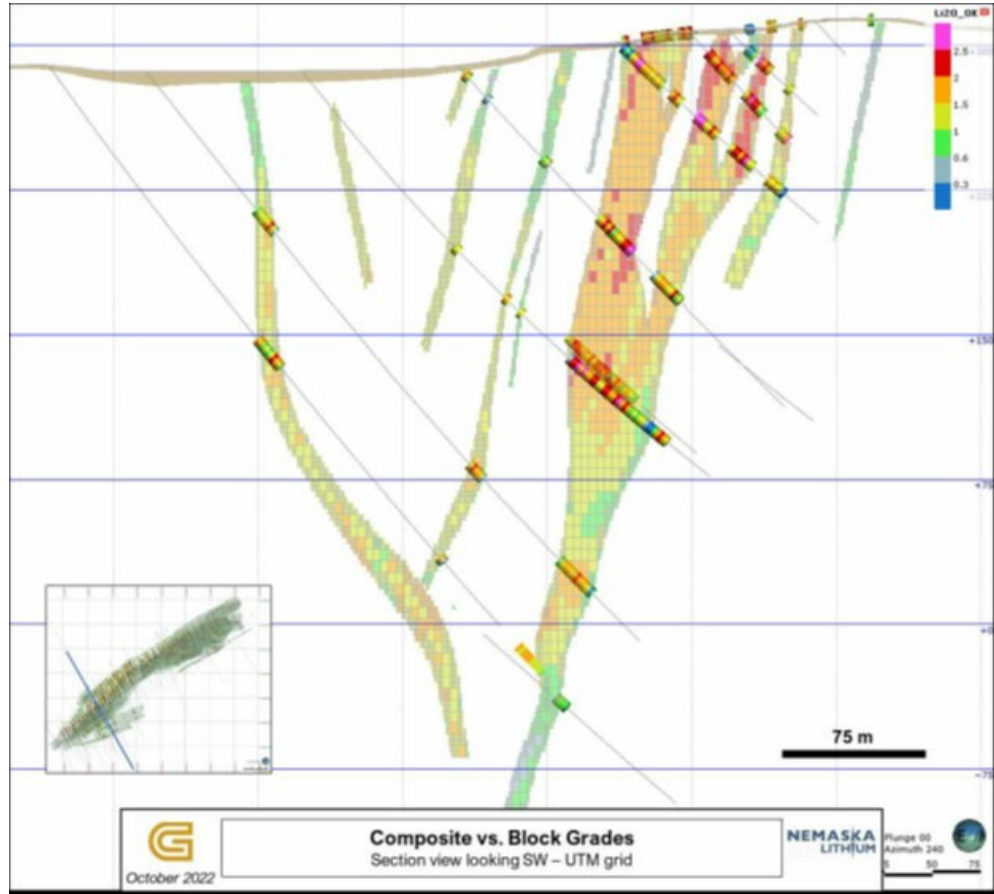 Li2O_OK
2.5
2
1.5
1
0.6
0.3
+150
+75
+0
-75
75 m
October 2022
Composite vs. Block Grades
Section view looking SW – UTM grid
NEMASKA
LITHIUM
Plunge 00
Azimuth 240
50
75